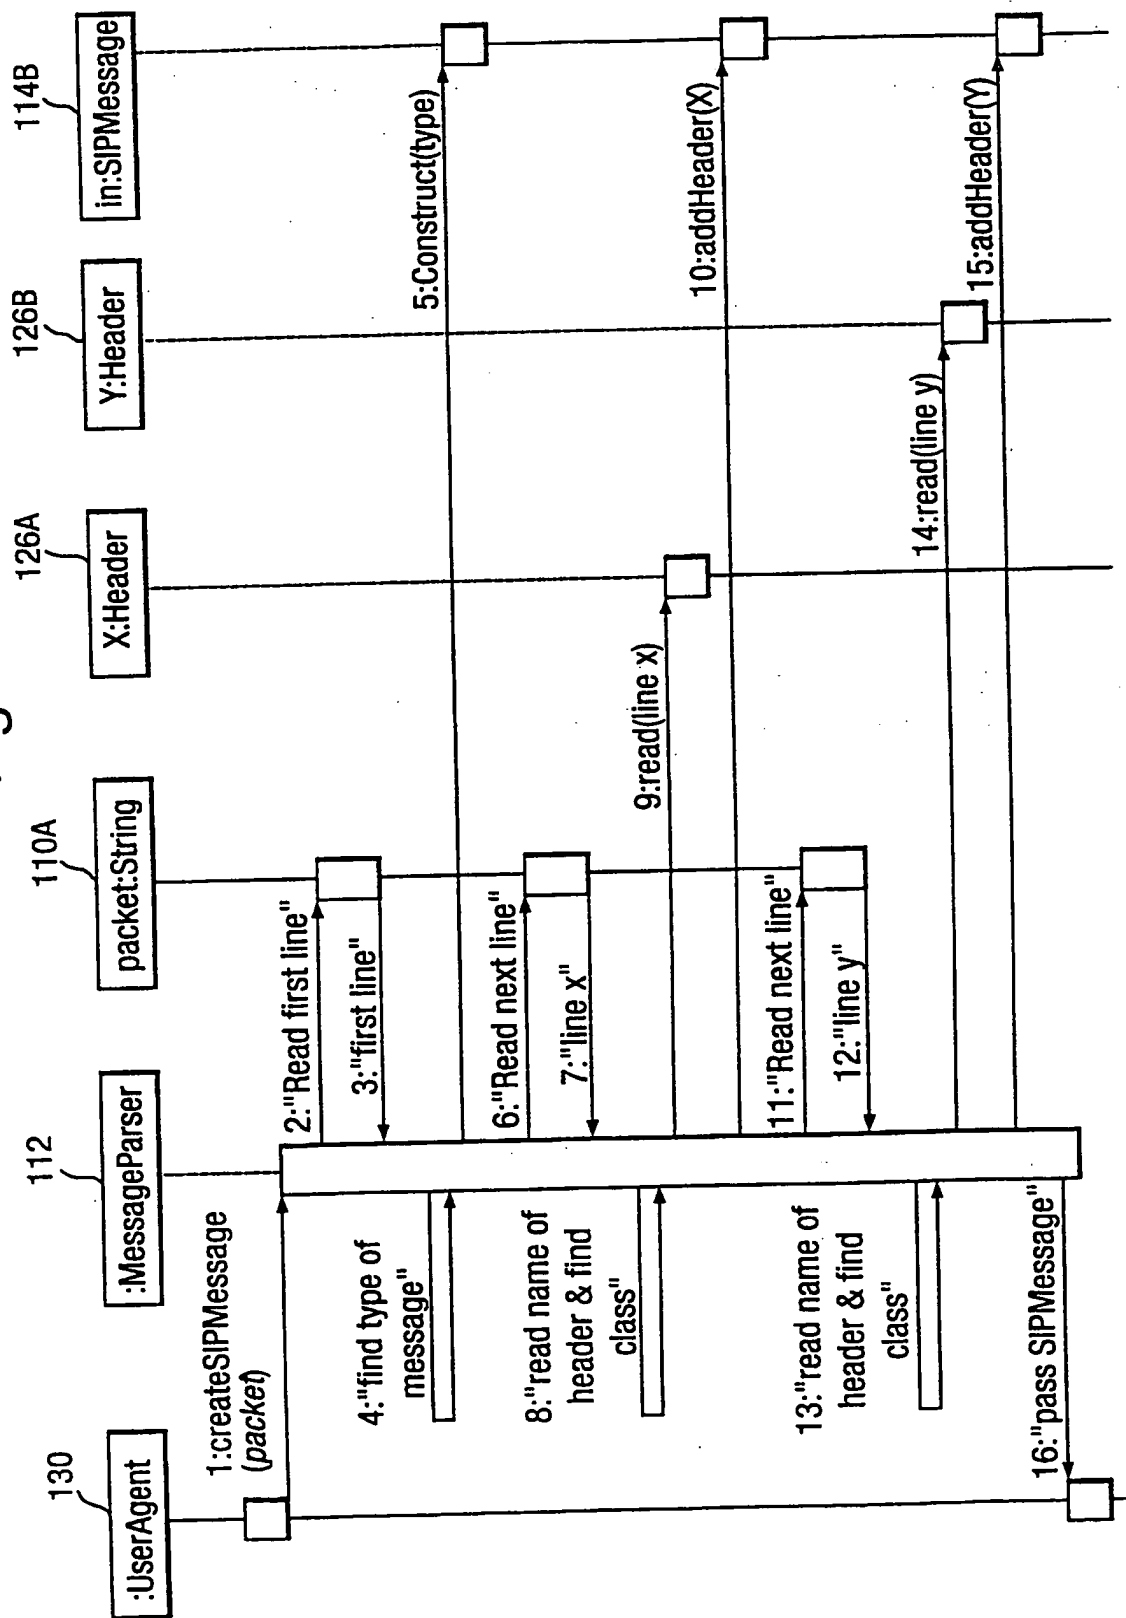 130
:UserAgent
112
:MessageParser
110A
packet:String
126A
X:Header
126B
Y:Header
114B
in:SIPMessage
1:createSIPMessage
(packet)
2:"Read first line"
3:"first line"
4:"find type of
message"
5:Construct(type)
6:"Read next line"
7:"line x"
8:"read name of
header & find
class"
9:read(line x)
10:addHeader(X)
11:"Read next line"
12:"line y"
13:"read name of
header & find
class"
14:read(line y)
15:addHeader(Y)
16:"pass SIPMessage"